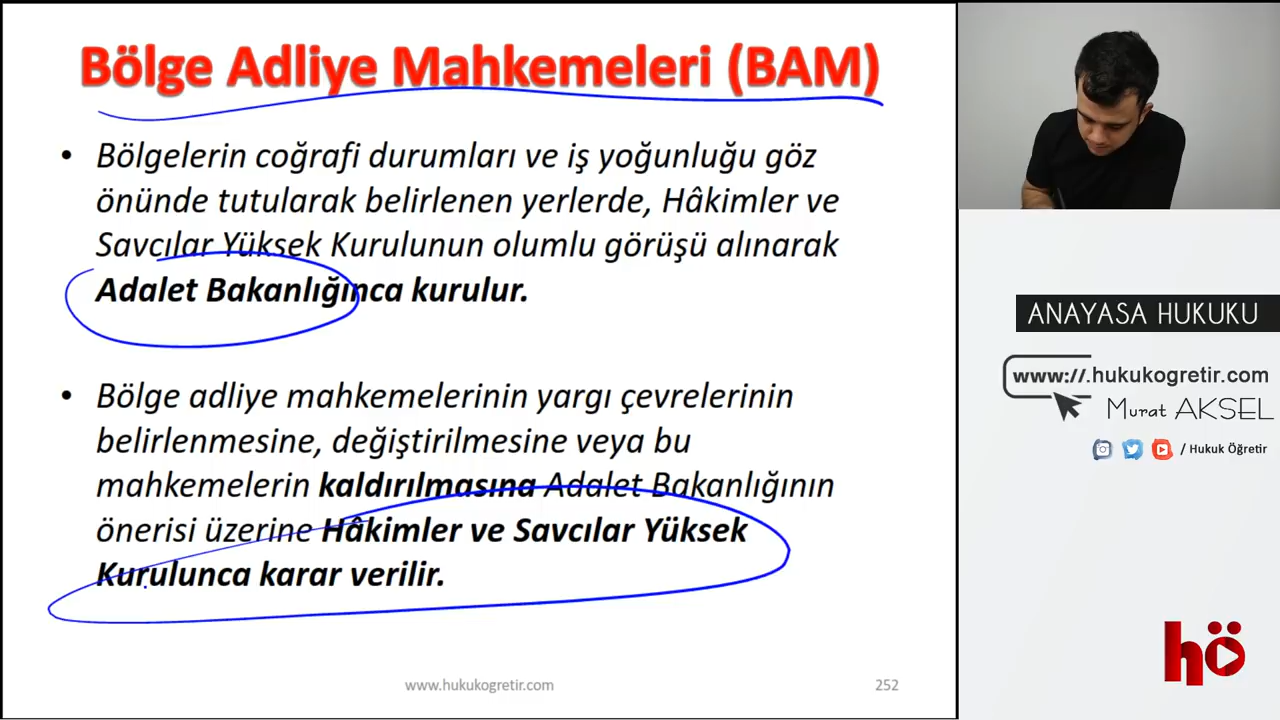 Bölge Adliye Mahkemeleri (BAM)
• Bölgelerin coğrafi durumları ve iş yoğunluğu göz
önünde tutularak belirlenen yerlerde, Hâkimler ve
Savcılar Yüksek Kurulunun olumlu görüşü alınarak
Adalet Bakanlığınca kurulur.
• Bölge adliye mahkemelerinin yargı çevrelerinin
belirlenmesine, değiştirilmesine veya bu
mahkemelerin kaldırılmasına Adalet Bakanlığının
önerisi üzerine Hâkimler ve Savcılar Yüksek
Kurulunca karar verilir.
www.hukukogretir.com
252
ANAYASA HUKUKU
www://.hukukogretir.com
Murat AKSEL
/ Hukuk Öğretir
hö